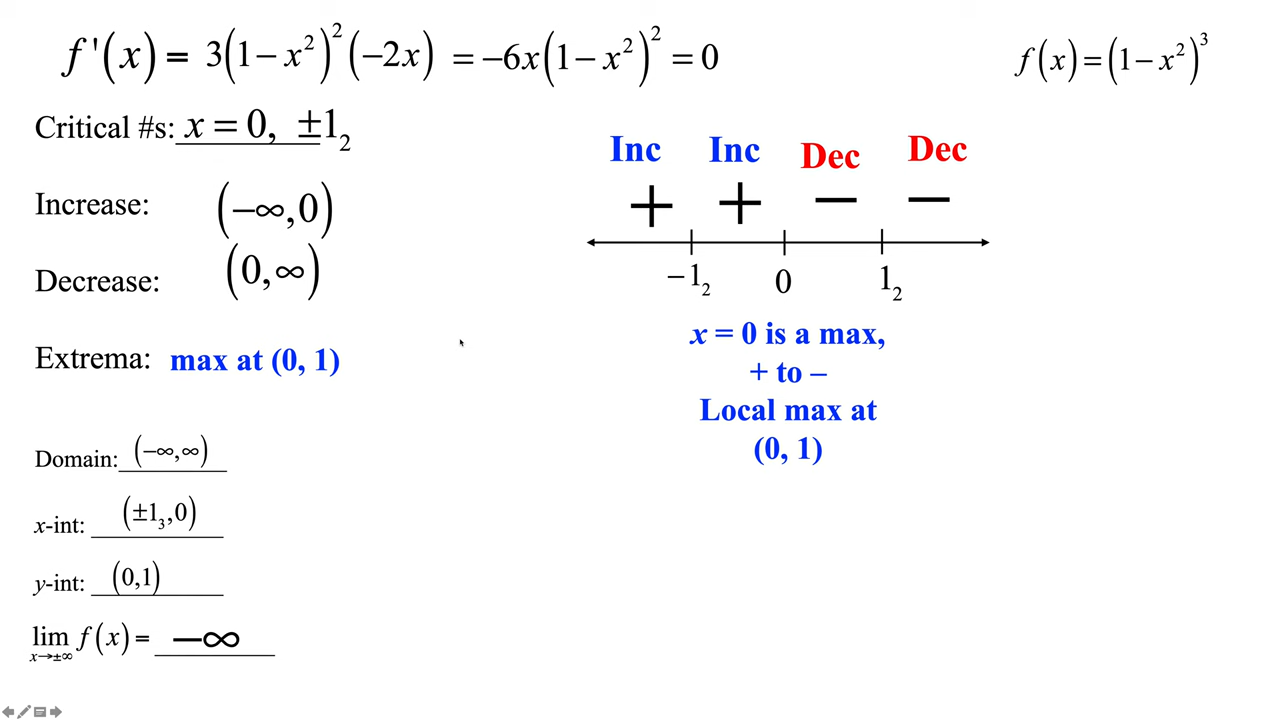 f'(x) = 3(1 − x²)²(−2x) = −6x(1 − x²)² = 0
f(x) = (1 − x²)³
Critical #s: x = 0, ±1₂
Increase: (−∞,0)
Decrease: (0,∞)
Extrema: max at (0, 1)
Inc Inc Dec Dec
+ + − −
−1₂ 0 1₂
x = 0 is a max,
+ to –
Local max at
(0, 1)
Domain: (−∞,∞)
x-int: (±1₃,0)
y-int: (0,1)
lim f(x) = −∞
x→±∞